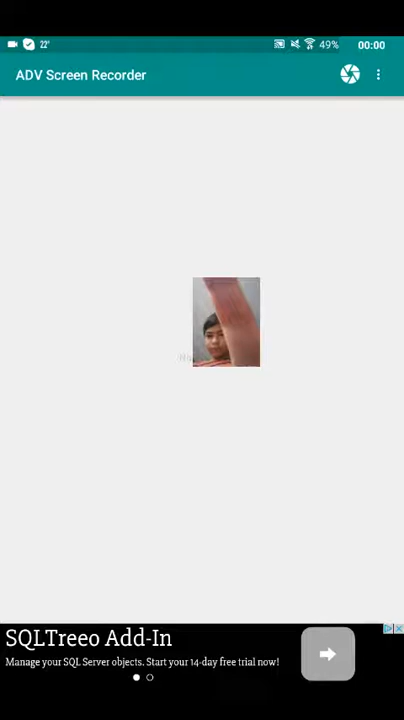 22°
49%
00:00
ADV Screen Recorder
SQLTreeo Add-In
Manage your SQL Server objects. Start your 14-day free trial now!